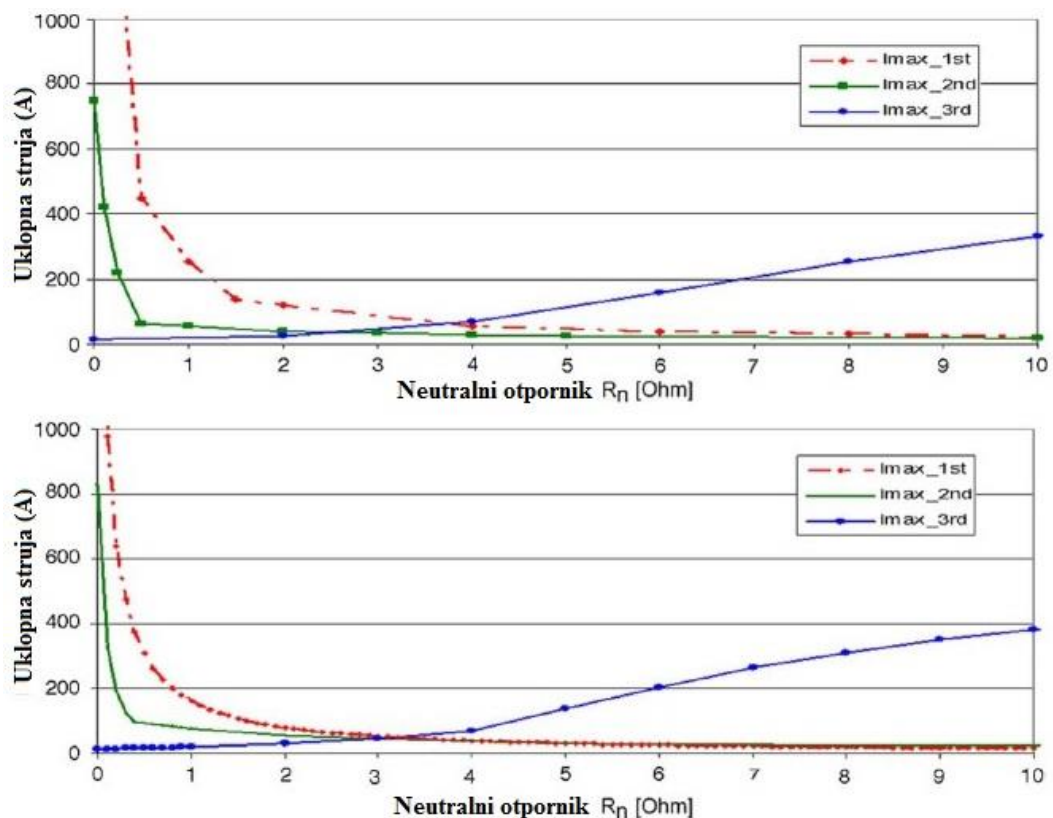 1000
800
600
400
200
0
Uklopna struja (A)
Imax_1st
Imax_2nd
Imax_3rd
0 1 2 3 4 5 6 7 8 9 10
Neutralni otpornik Rn [Ohm]
1000
800
600
400
200
0
Uklopna struja (A)
Imax_1st
Imax_2nd
Imax_3rd
0 1 2 3 4 5 6 7 8 9 10
Neutralni otpornik Rn [Ohm]